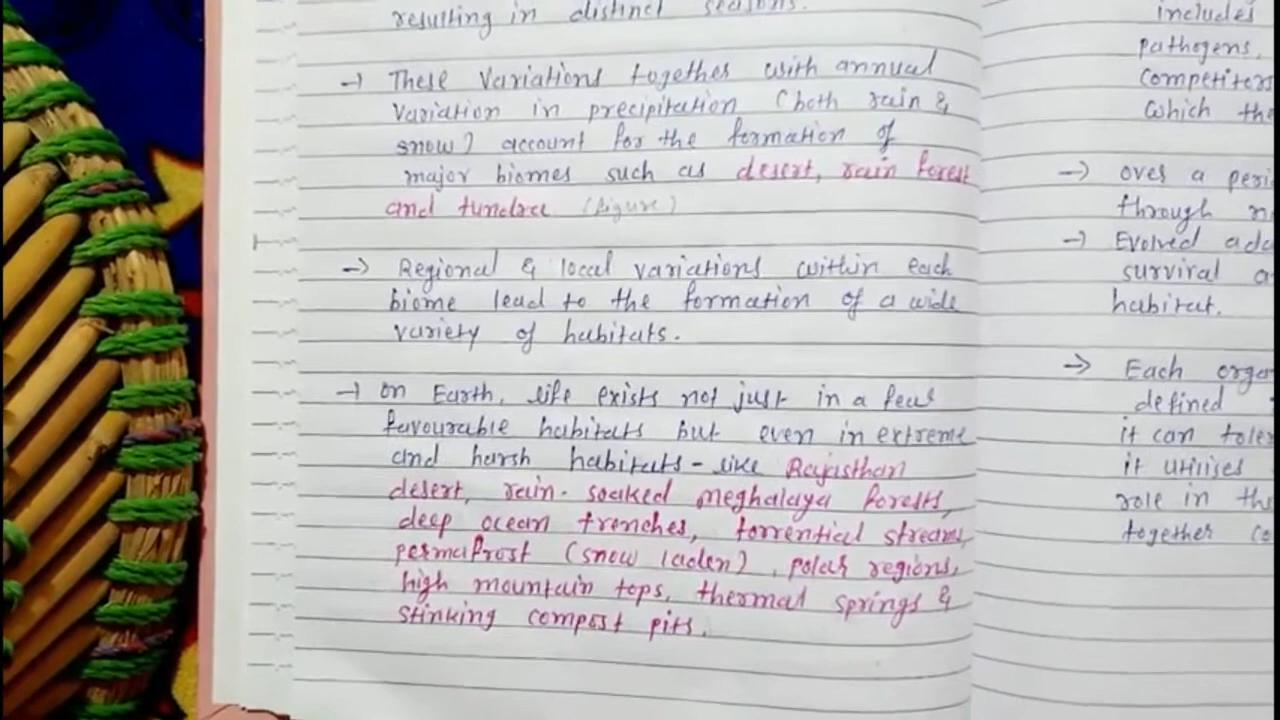 resulting in distinct seasons.
→ These variations together with annual
variation in precipitation (both rain &
snow) account for the formation of
major biomes such as desert, rain forest
and tundra (figure)
→ Regional & local variations within each
biome lead to the formation of a wide
variety of habitats.
→ On Earth, life exists not just in a few
favourable habitats but even in extreme
and harsh habitats - like Rajasthan
desert, rain-soaked meghalaya forests,
deep ocean trenches, torrential streams,
permafrost (snow laden), polar regions,
high mountain tops, thermal springs &
stinking compost pits.
includes
pathogens,
competitors
which the
→ over a peri
through n
→ Evolved ada
survival a
habitat.
→ Each orga
defined
it can toler
it utilises
role in the
together co